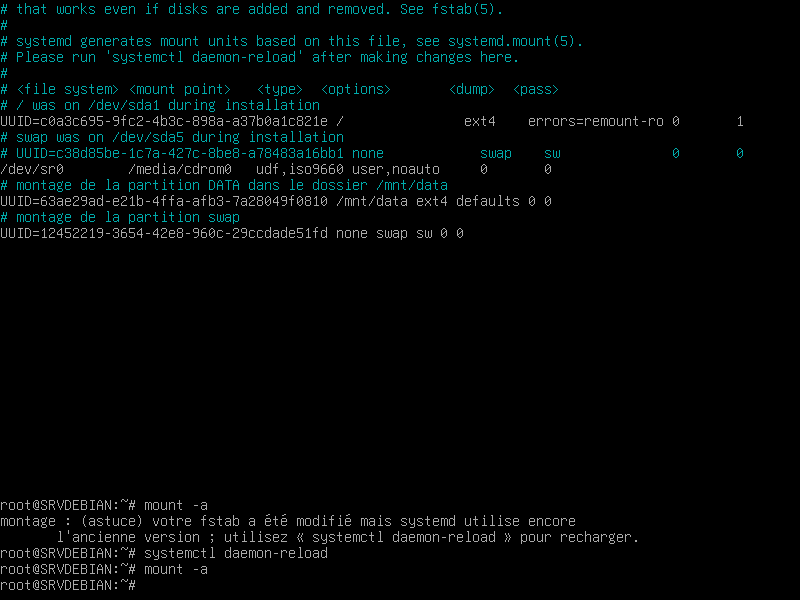 # that works even if disks are added and removed. See fstab(5).
#
# systemd generates mount units based on this file, see systemd.mount(5).
# Please run 'systemctl daemon-reload' after making changes here.
#
# <file system> <mount point>   <type>  <options>       <dump>  <pass>
# / was on /dev/sda1 during installation
UUID=c0a3c695-9fc2-4b3c-898a-a37b0a1c821e /               ext4    errors=remount-ro 0       1
# swap was on /dev/sda5 during installation
# UUID=c38d85be-1c7a-427c-8be8-a78483a16bb1 none            swap    sw              0       0
/dev/sr0        /media/cdrom0   udf,iso9660 user,noauto     0       0
# montage de la partition DATA dans le dossier /mnt/data
UUID=63ae29ad-e21b-4ffa-afb3-7a28049f0810 /mnt/data ext4 defaults 0 0
# montage de la partition swap
UUID=12452219-3654-42e8-960c-29ccdade51fd none swap sw 0 0
root@SRVDEBIAN:~# mount -a
montage : (astuce) votre fstab a été modifié mais systemd utilise encore
       l'ancienne version ; utilisez « systemctl daemon-reload » pour recharger.
root@SRVDEBIAN:~# systemctl daemon-reload
root@SRVDEBIAN:~# mount -a
root@SRVDEBIAN:~#